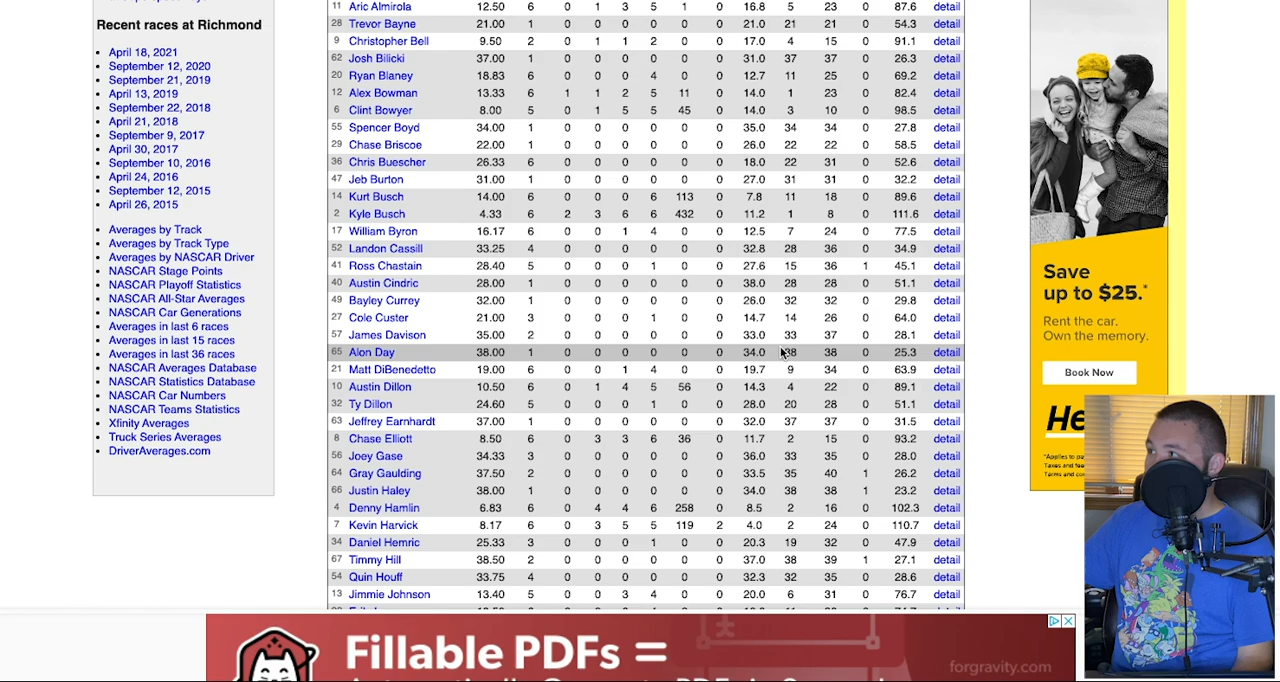 Recent races at Richmond
April 18, 2021
September 12, 2020
September 21, 2019
April 13, 2019
September 22, 2018
April 21, 2018
September 9, 2017
April 30, 2017
September 10, 2016
April 24, 2016
September 12, 2015
April 26, 2015
Averages by Track
Averages by Track Type
Averages by NASCAR Driver
NASCAR Stage Points
NASCAR Playoff Statistics
NASCAR All-Star Averages
NASCAR Car Generations
Averages in last 6 races
Averages in last 15 races
Averages in last 36 races
NASCAR Averages Database
NASCAR Statistics Database
NASCAR Car Numbers
NASCAR Teams Statistics
Xfinity Averages
Truck Series Averages
DriverAverages.com
11 Aric Almirola 12.50 6 0 1 3 5 1 0 16.8 5 23 0 87.6 detail
28 Trevor Bayne 21.00 1 0 0 0 0 0 0 21.0 21 21 0 54.3 detail
9 Christopher Bell 9.50 2 0 1 1 2 0 0 17.0 4 15 0 91.1 detail
62 Josh Bilicki 37.00 1 0 0 0 0 0 0 31.0 37 37 0 26.3 detail
20 Ryan Blaney 18.83 6 0 0 0 4 0 0 12.7 11 25 0 69.2 detail
12 Alex Bowman 13.33 6 1 1 2 5 11 0 14.0 1 23 0 82.4 detail
6 Clint Bowyer 8.00 5 0 1 5 5 45 0 14.0 3 10 0 98.5 detail
55 Spencer Boyd 34.00 1 0 0 0 0 0 0 35.0 34 34 0 27.8 detail
29 Chase Briscoe 22.00 1 0 0 0 0 0 0 26.0 22 22 0 58.5 detail
36 Chris Buescher 26.33 6 0 0 0 0 0 0 18.0 22 31 0 52.6 detail
47 Jeb Burton 31.00 1 0 0 0 0 0 0 27.0 31 31 0 32.2 detail
14 Kurt Busch 14.00 6 0 0 0 6 113 0 7.8 11 18 0 89.6 detail
2 Kyle Busch 4.33 6 2 3 6 6 432 0 11.2 1 8 0 111.6 detail
17 William Byron 16.17 6 0 0 1 4 0 0 12.5 7 24 0 77.5 detail
52 Landon Cassill 33.25 4 0 0 0 0 0 0 32.8 28 36 0 34.9 detail
41 Ross Chastain 28.40 5 0 0 0 1 0 0 27.6 15 36 1 45.1 detail
40 Austin Cindric 28.00 1 0 0 0 0 0 0 38.0 28 28 0 51.1 detail
49 Bayley Currey 32.00 1 0 0 0 0 0 0 26.0 32 32 0 29.8 detail
27 Cole Custer 21.00 3 0 0 0 1 0 0 14.7 14 26 0 64.0 detail
57 James Davison 35.00 2 0 0 0 0 0 0 33.0 33 37 0 28.1 detail
65 Alon Day 38.00 1 0 0 0 0 0 0 34.0 38 38 0 25.3 detail
21 Matt DiBenedetto 19.00 6 0 0 1 4 0 0 19.7 9 34 0 63.9 detail
10 Austin Dillon 10.50 6 0 1 4 5 56 0 14.3 4 22 0 89.1 detail
32 Ty Dillon 24.60 5 0 0 0 1 0 0 28.0 20 28 0 51.1 detail
63 Jeffrey Earnhardt 37.00 1 0 0 0 0 0 0 32.0 37 37 0 31.5 detail
8 Chase Elliott 8.50 6 0 3 3 6 36 0 11.7 2 15 0 93.2 detail
56 Joey Gase 34.33 3 0 0 0 0 0 0 36.0 33 35 0 28.0 detail
64 Gray Gaulding 37.50 2 0 0 0 0 0 0 33.5 35 40 1 26.2 detail
66 Justin Haley 38.00 1 0 0 0 0 0 0 34.0 38 38 1 23.2 detail
4 Denny Hamlin 6.83 6 0 4 4 6 258 0 8.5 2 16 0 102.3 detail
7 Kevin Harvick 8.17 6 0 3 5 5 119 2 4.0 2 24 0 110.7 detail
34 Daniel Hemric 25.33 3 0 0 0 1 0 0 20.3 19 32 0 47.9 detail
67 Timmy Hill 38.50 2 0 0 0 0 0 0 37.0 38 39 1 27.1 detail
54 Quin Houff 33.75 4 0 0 0 0 0 0 32.3 32 35 0 28.6 detail
13 Jimmie Johnson 13.40 5 0 0 3 4 0 0 20.0 6 31 0 76.7 detail
Save
up to $25.*
Rent the car.
Own the memory.
Book Now
He
*Applies to
Taxes and
Terms and
Fillable PDFs =
forgravity.com